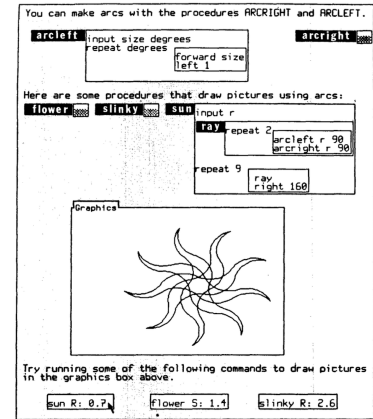 You can make arcs with the procedures ARCRIGHT and ARCLEFT.
arcleft
input size degrees
repeat degrees
forward size
left 1
arcright
Here are some procedures that draw pictures using arcs:
flower slinky sun
input r
ray
repeat 2
arcleft r 90
arcright r 90
repeat 9
ray
right 160
Graphics
Try running some of the following commands to draw pictures
in the graphics box above.
sun R: 0.7 flower S: 1.4 slinky R: 2.6